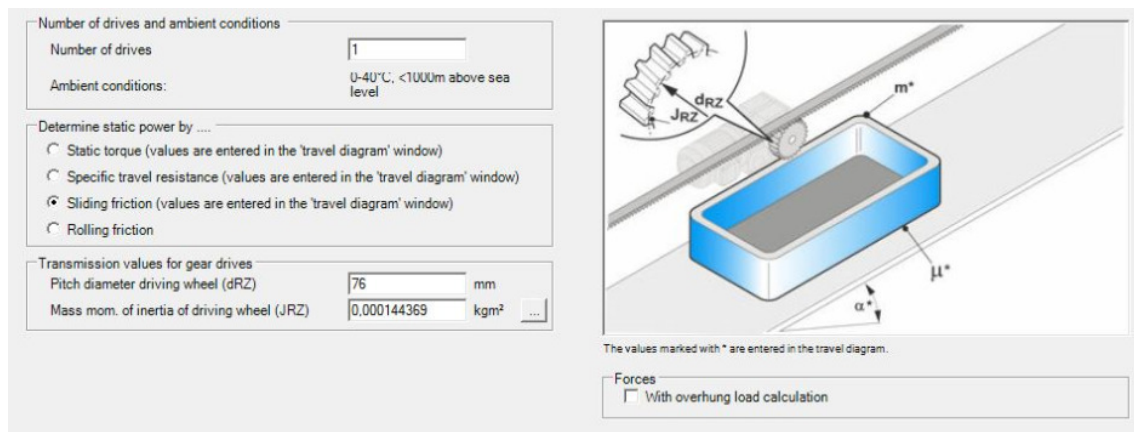 Number of drives and ambient conditions
Number of drives
1
Ambient conditions:
0-40°C, <1000m above sea
level
Determine static power by ....
Static torque (values are entered in the 'travel diagram' window)
Specific travel resistance (values are entered in the 'travel diagram' window)
Sliding friction (values are entered in the 'travel diagram' window)
Rolling friction
Transmission values for gear drives
Pitch diameter driving wheel (dRZ)
76
mm
Mass mom. of inertia of driving wheel (JRZ)
0,000144369
kgm²
...
dRZ
JRZ
m*
μ*
α*
The values marked with * are entered in the travel diagram.
Forces
With overhung load calculation